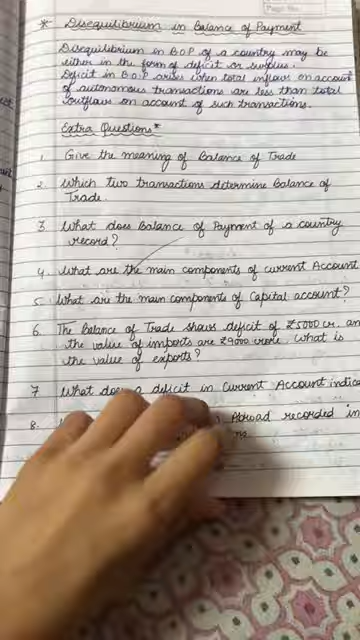 Page No.
* Disequilibrium in Balance of Payment
Disequilibrium in B.O.P of a country may be
either in the form of deficit or surplus.
Deficit in B.O.P arises when total inflows on account
of autonomous transactions are less than total
outflows on account of such transactions.
Extra Questions*
1. Give the meaning of Balance of Trade
2. Which two transactions determine Balance of
Trade.
3. What does Balance of Payment of a country
record?
4. What are the main components of current Account
5. What are the main components of Capital account?
6. The Balance of Trade shows deficit of ₹5000 cr. an
the value of imports are ₹9000 crore. What is
the value of exports?
7 What does a deficit in Current Account indica
8. Abroad recorded in